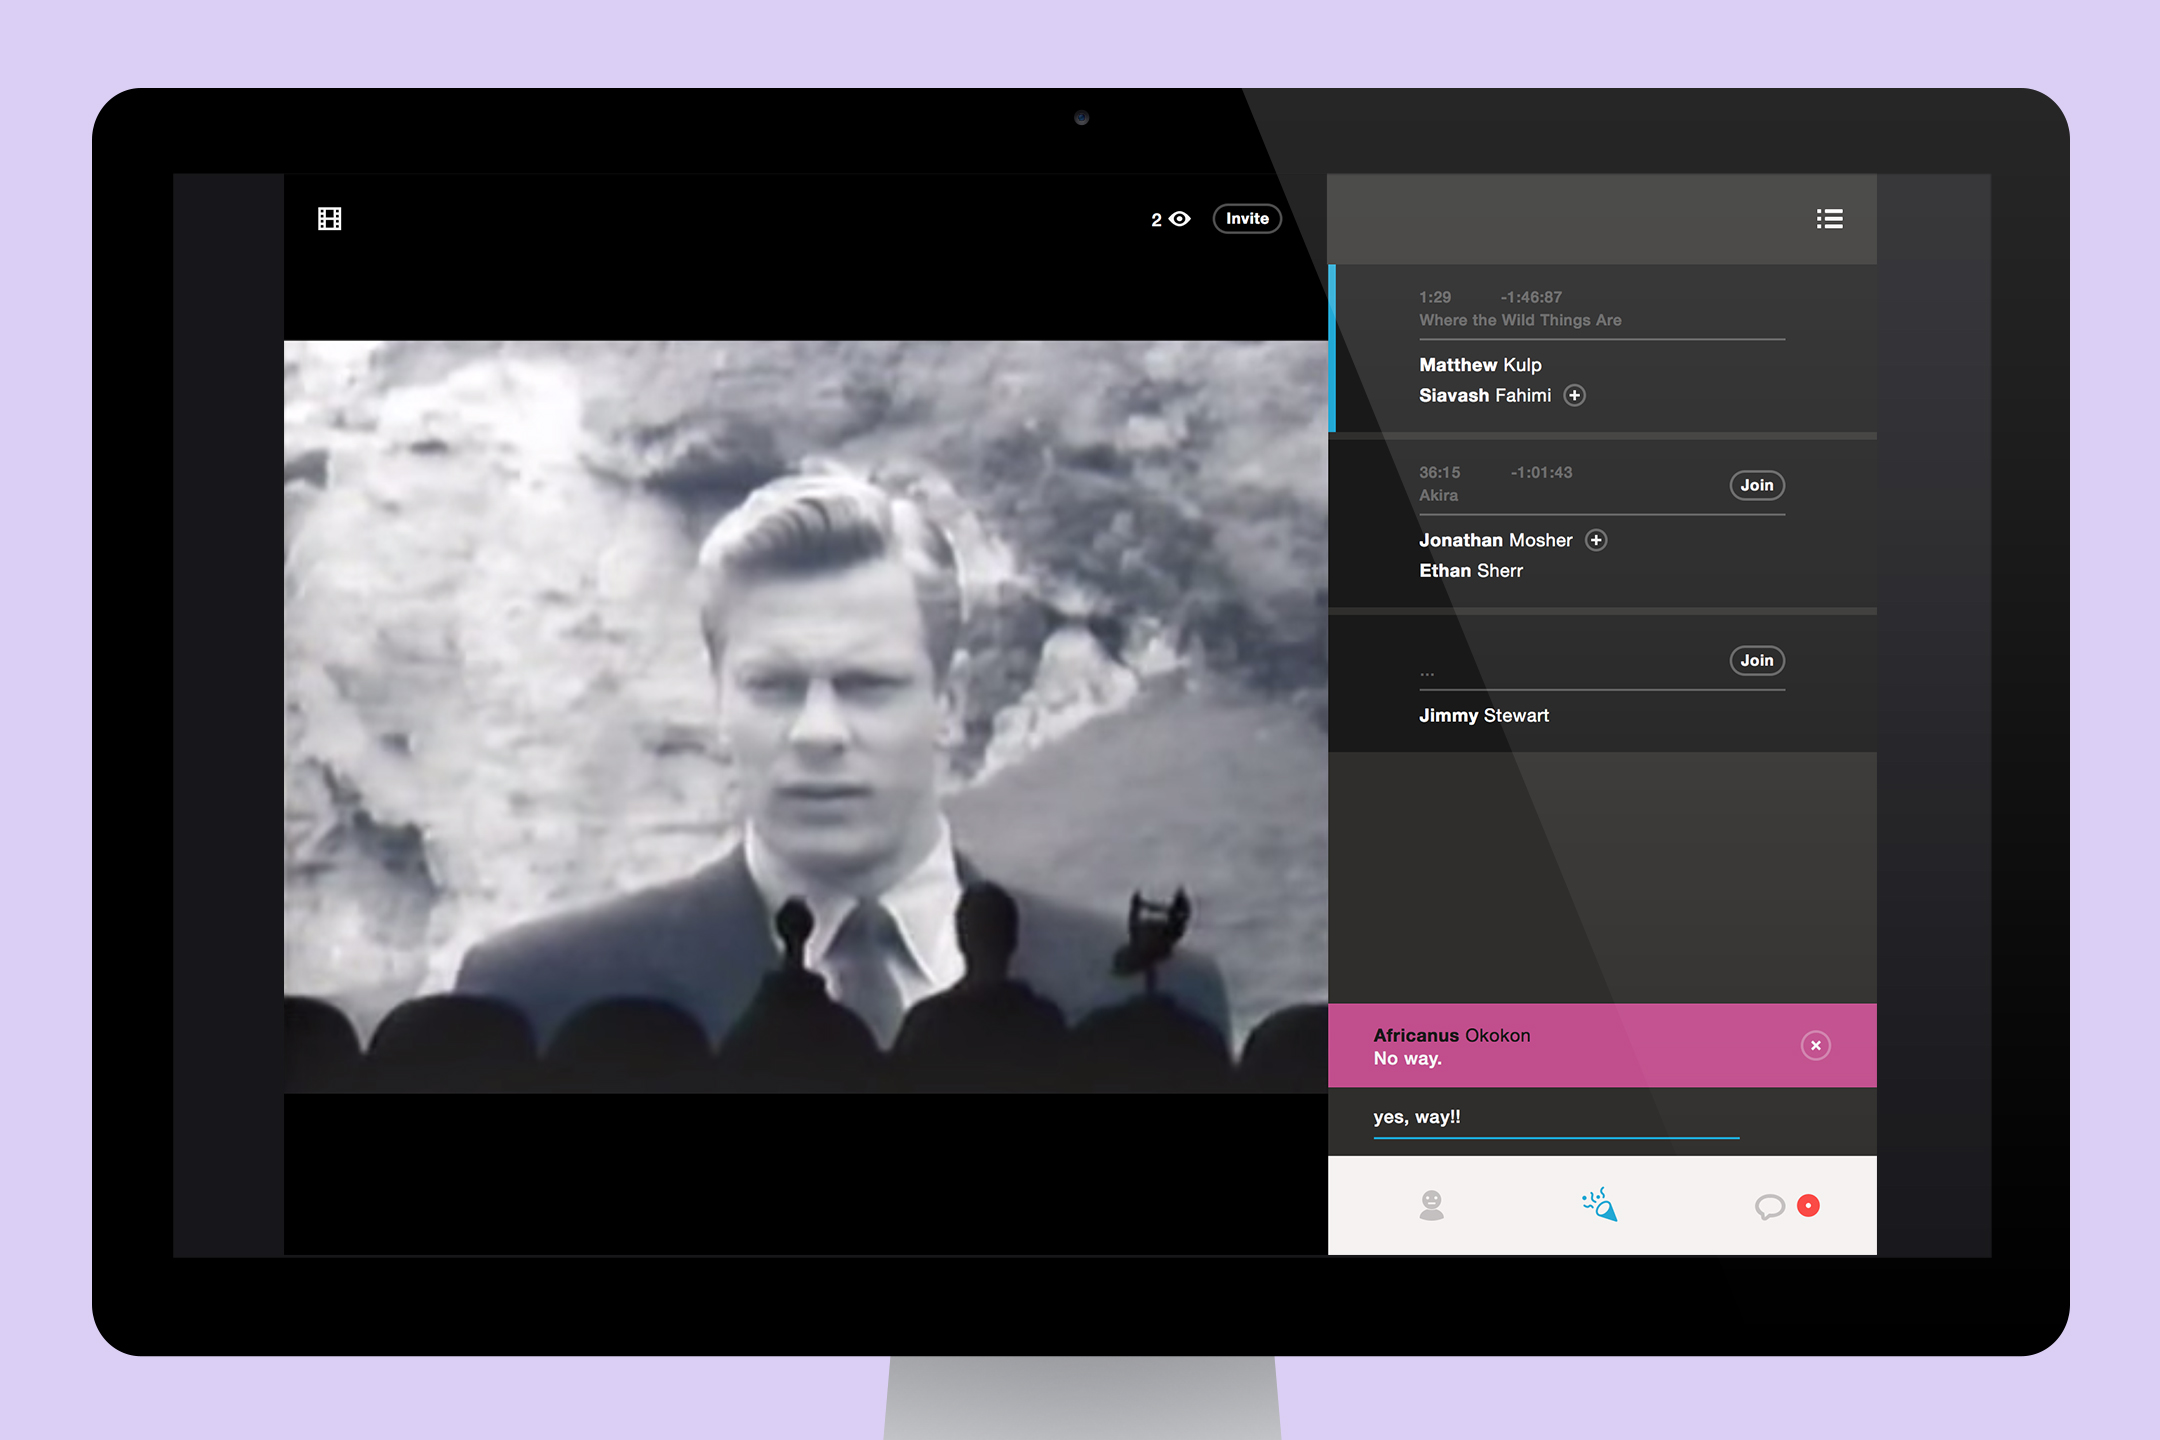 2
Invite
1:29 -1:46:87
Where the Wild Things Are
Matthew Kulp
Siavash Fahimi
36:15 -1:01:43
Akira
Join
Jonathan Mosher
Ethan Sherr
...
Join
Jimmy Stewart
Africanus Okokon
No way.
yes, way!!